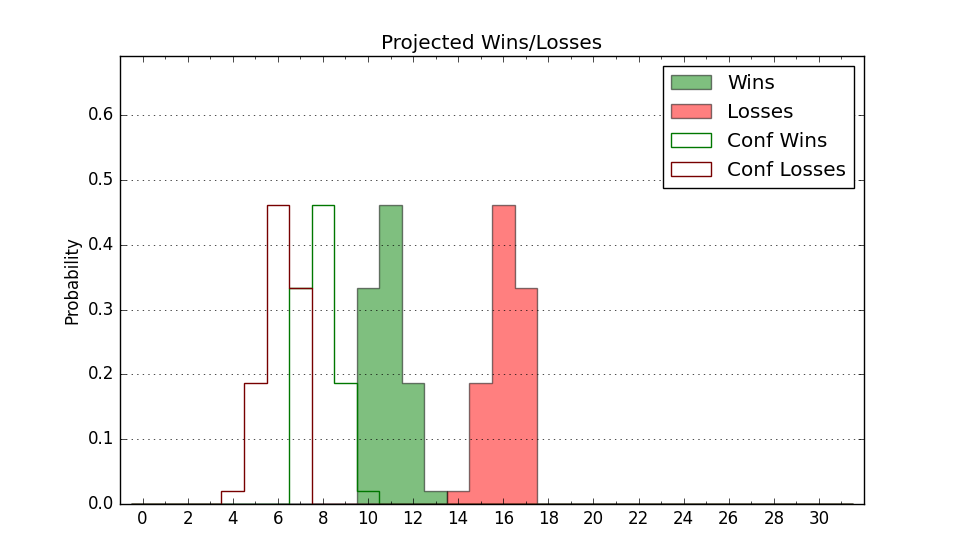 Projected Wins/Losses
Wins
Losses
Conf Wins
Conf Losses
Probability
0.6
0.5
0.4
0.3
0.2
0.1
0.0
0 2 4 6 8 10 12 14 16 18 20 22 24 26 28 30